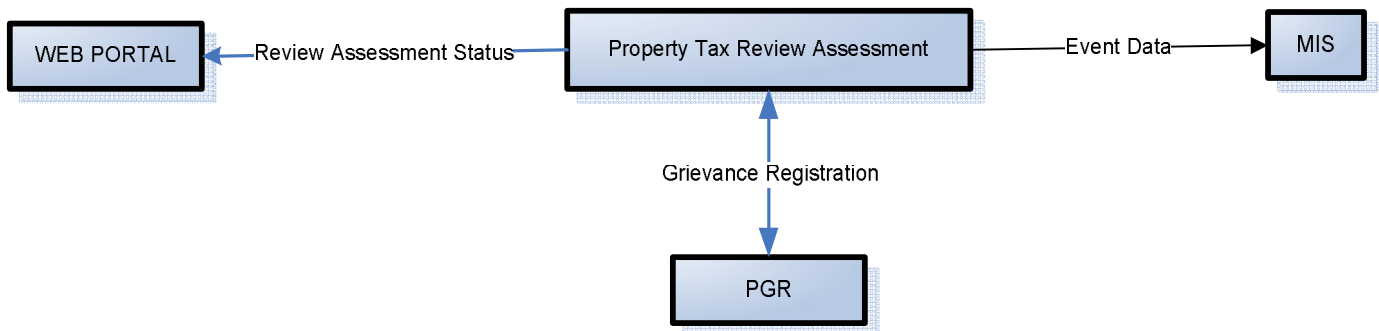 WEB PORTAL
Review Assessment Status
Property Tax Review Assessment
Event Data
MIS
Grievance Registration
PGR